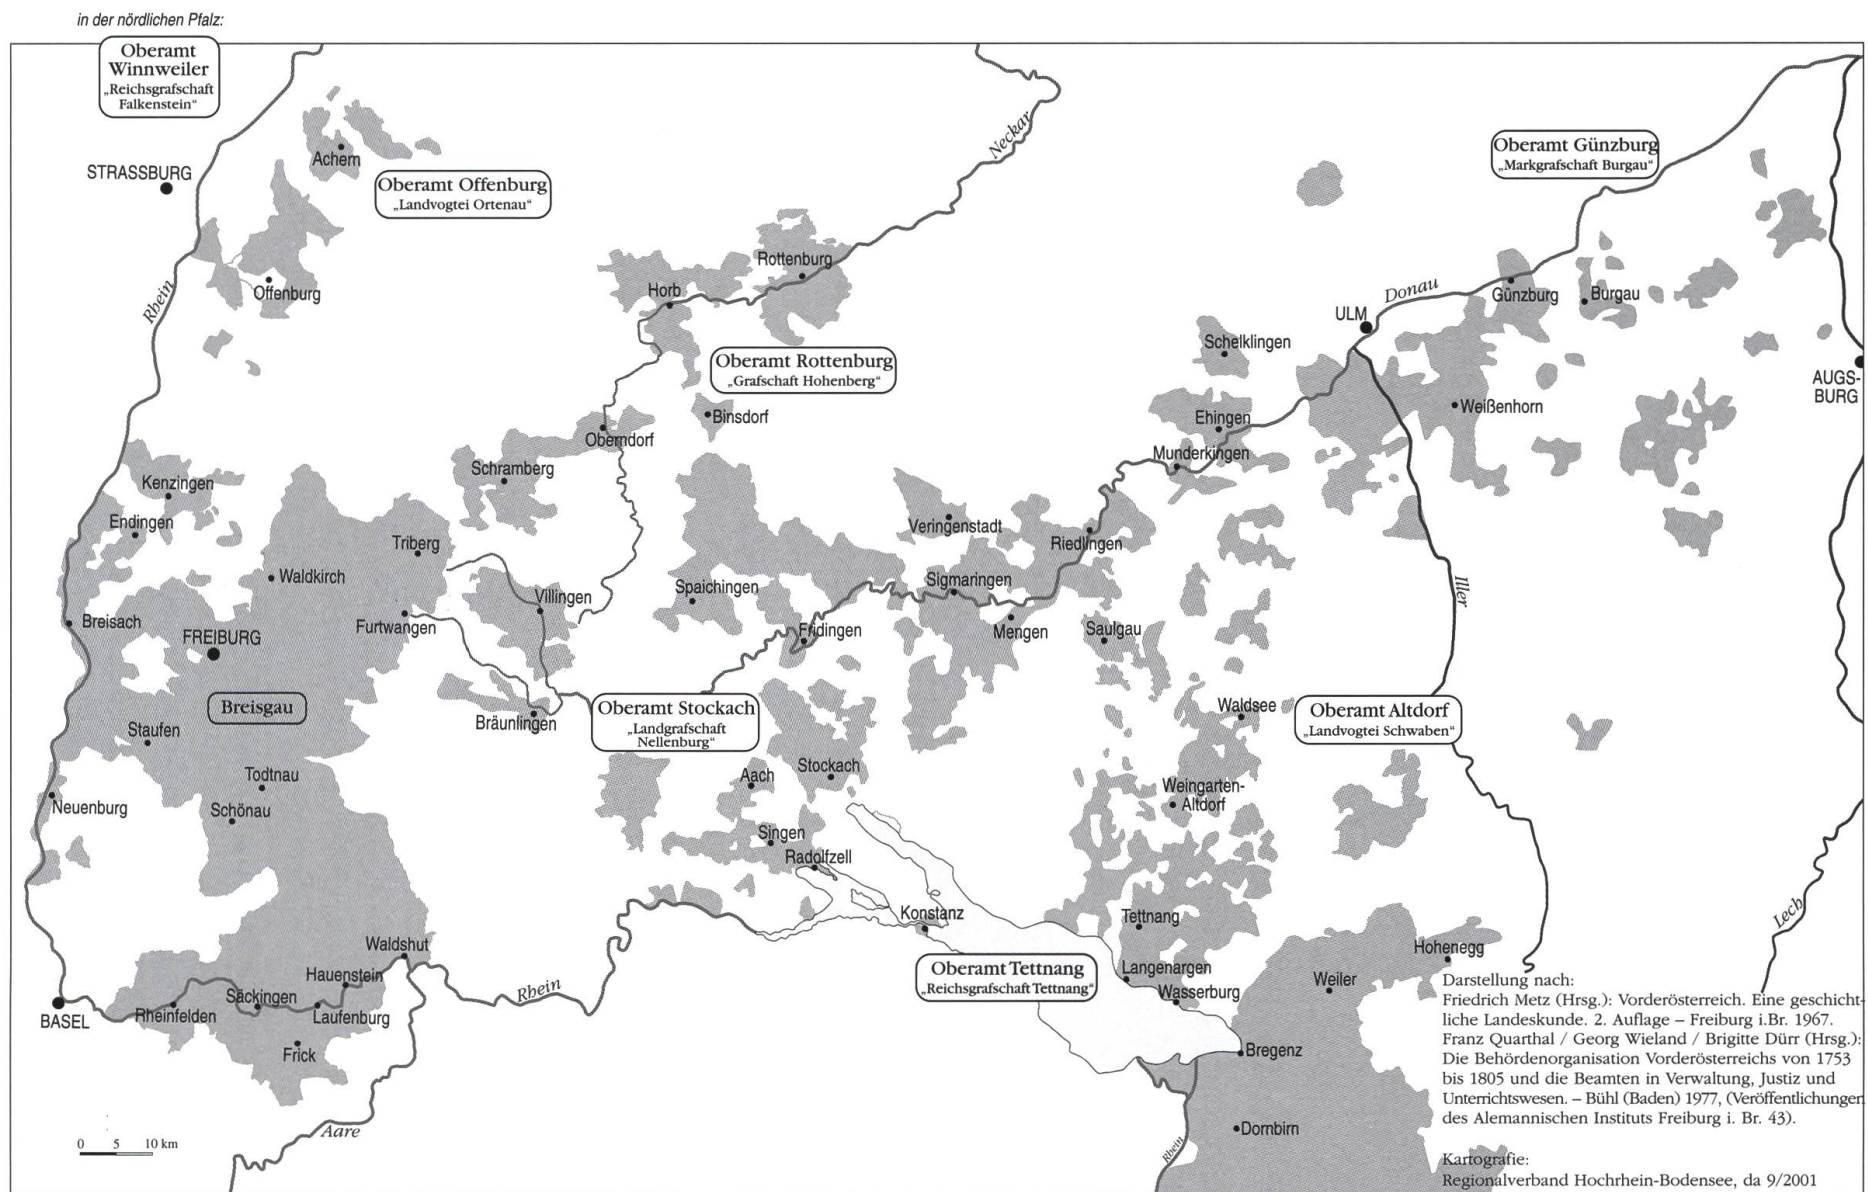 in der nördlichen Pfalz:
Oberamt
Winnweiler
„Reichsgrafschaft
Falkenstein“
STRASSBURG
Achern
Oberamt Offenburg
„Landvogtei Ortenau“
Offenburg
Rhein
Neckar
Rottenburg
Horb
Oberamt Rottenburg
„Grafschaft Hohenberg“
Binsdorf
Oberndorf
Schramberg
Oberamt Günzburg
„Markgrafschaft Burgau“
Donau
ULM
Günzburg
Burgau
Schelklingen
AUGS-
BURG
Weißenhorn
Ehingen
Munderkingen
Kenzingen
Endingen
Triberg
Waldkirch
Breisach
FREIBURG
Furtwangen
Villingen
Spaichingen
Veringenstadt
Riedlingen
Sigmaringen
Fridingen
Mengen
Saulgau
Iller
Breisgau
Bräunlingen
Oberamt Stockach
„Landgrafschaft
Nellenburg“
Waldsee
Oberamt Altdorf
„Landvogtei Schwaben“
Staufen
Todtnau
Schönau
Neuenburg
Aach
Stockach
Weingarten-
Altdorf
Singen
Radolfzell
Konstanz
Tettnang
Waldshut
Hauenstein
Säckingen
Rheinfelden
Laufenburg
Frick
BASEL
Rhein
Oberamt Tettnang
„Reichsgrafschaft Tettnang“
Langenargen
Wasserburg
Weiler
Hohenegg
Lech
Bregenz
Dornbirn
Rhein
Aare
0 5 10 km
Darstellung nach:
Friedrich Metz (Hrsg.): Vorderösterreich. Eine geschicht-
liche Landeskunde. 2. Auflage – Freiburg i.Br. 1967.
Franz Quarthal / Georg Wieland / Brigitte Dürr (Hrsg.):
Die Behördenorganisation Vorderösterreichs von 1753
bis 1805 und die Beamten in Verwaltung, Justiz und
Unterrichtswesen. – Bühl (Baden) 1977, (Veröffentlichungen
des Alemannischen Instituts Freiburg i. Br. 43).
Kartografie:
Regionalverband Hochrhein-Bodensee, da 9/2001